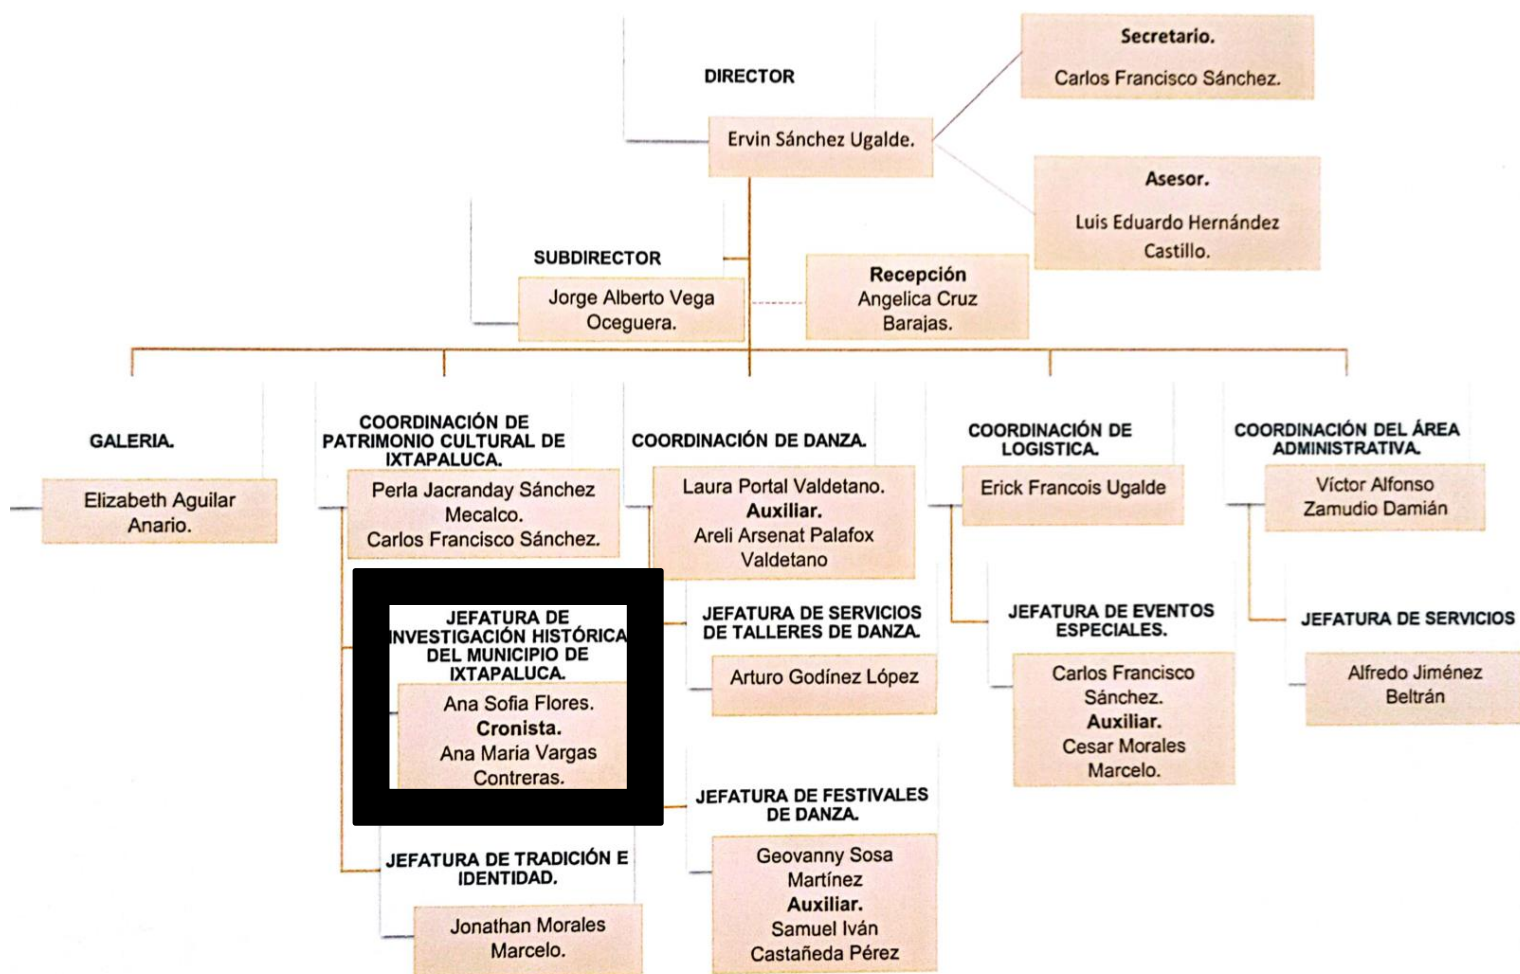 Secretario.
Carlos Francisco Sánchez.
DIRECTOR
Ervin Sánchez Ugalde.
Asesor.
Luis Eduardo Hernández
Castillo.
SUBDIRECTOR
Jorge Alberto Vega
Oceguera.
Recepción
Angelica Cruz
Barajas.
GALERIA.
Elizabeth Aguilar
Anario.
COORDINACIÓN DE
PATRIMONIO CULTURAL DE
IXTAPALUCA.
Perla Jacranday Sánchez
Mecalco.
Carlos Francisco Sánchez.
JEFATURA DE
INVESTIGACIÓN HISTÓRICA
DEL MUNICIPIO DE
IXTAPALUCA.
Ana Sofia Flores.
Cronista.
Ana Maria Vargas
Contreras.
JEFATURA DE TRADICIÓN E
IDENTIDAD.
Jonathan Morales
Marcelo.
COORDINACIÓN DE DANZA.
Laura Portal Valdetano.
Auxiliar.
Areli Arsenat Palafox
Valdetano
JEFATURA DE SERVICIOS
DE TALLERES DE DANZA.
Arturo Godínez López
JEFATURA DE FESTIVALES
DE DANZA.
Geovanny Sosa
Martínez
Auxiliar.
Samuel Iván
Castañeda Pérez
COORDINACIÓN DE
LOGISTICA.
Erick Francois Ugalde
JEFATURA DE EVENTOS
ESPECIALES.
Carlos Francisco
Sánchez.
Auxiliar.
Cesar Morales
Marcelo.
COORDINACIÓN DEL ÁREA
ADMINISTRATIVA.
Víctor Alfonso
Zamudio Damián
JEFATURA DE SERVICIOS
Alfredo Jiménez
Beltrán